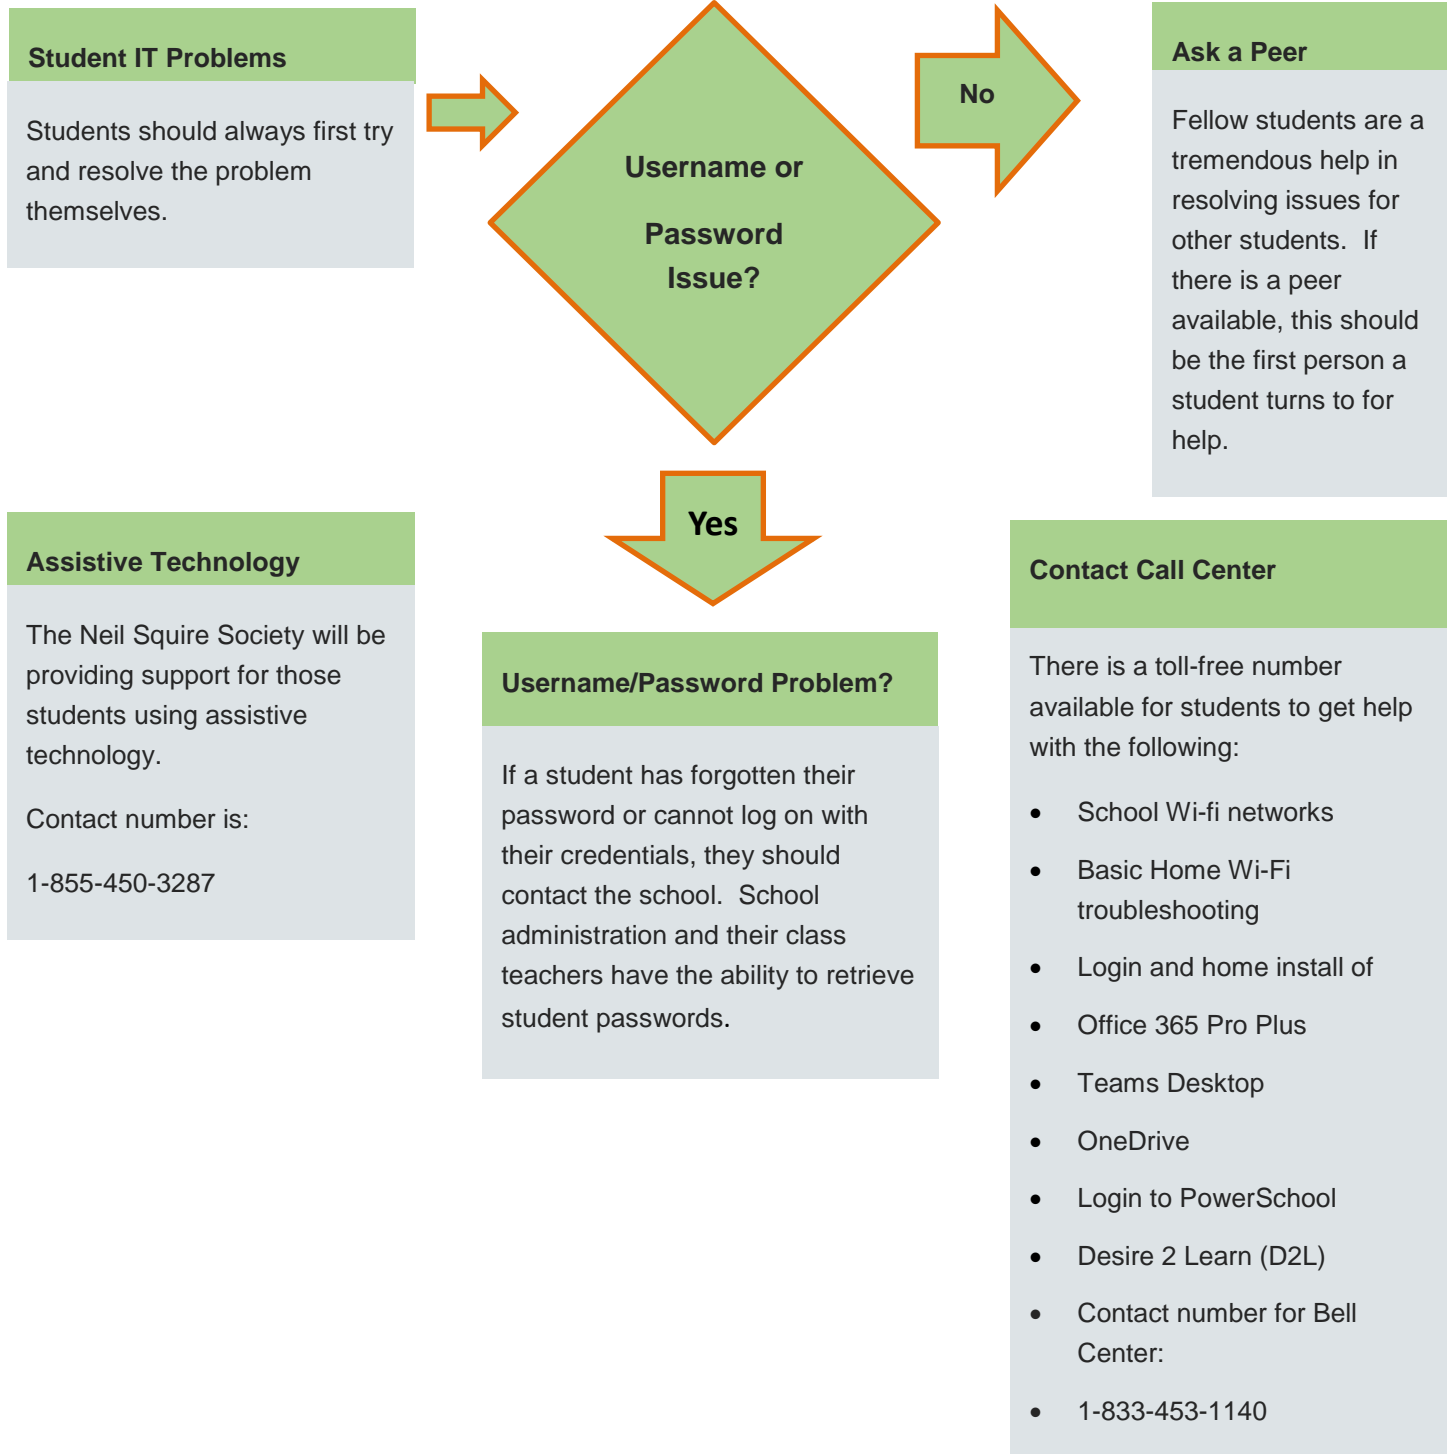 Student IT Problems
Students should always first try
and resolve the problem
themselves.
Username or
Password
Issue?
No
Ask a Peer
Fellow students are a
tremendous help in
resolving issues for
other students.  If
there is a peer
available, this should
be the first person a
student turns to for
help.
Yes
Assistive Technology
The Neil Squire Society will be
providing support for those
students using assistive
technology.
Contact number is:
1-855-450-3287
Username/Password Problem?
If a student has forgotten their
password or cannot log on with
their credentials, they should
contact the school.  School
administration and their class
teachers have the ability to retrieve
student passwords.
Contact Call Center
There is a toll-free number
available for students to get help
with the following:
• School Wi-fi networks
• Basic Home Wi-Fi
troubleshooting
• Login and home install of
• Office 365 Pro Plus
• Teams Desktop
• OneDrive
• Login to PowerSchool
• Desire 2 Learn (D2L)
• Contact number for Bell
Center:
• 1-833-453-1140